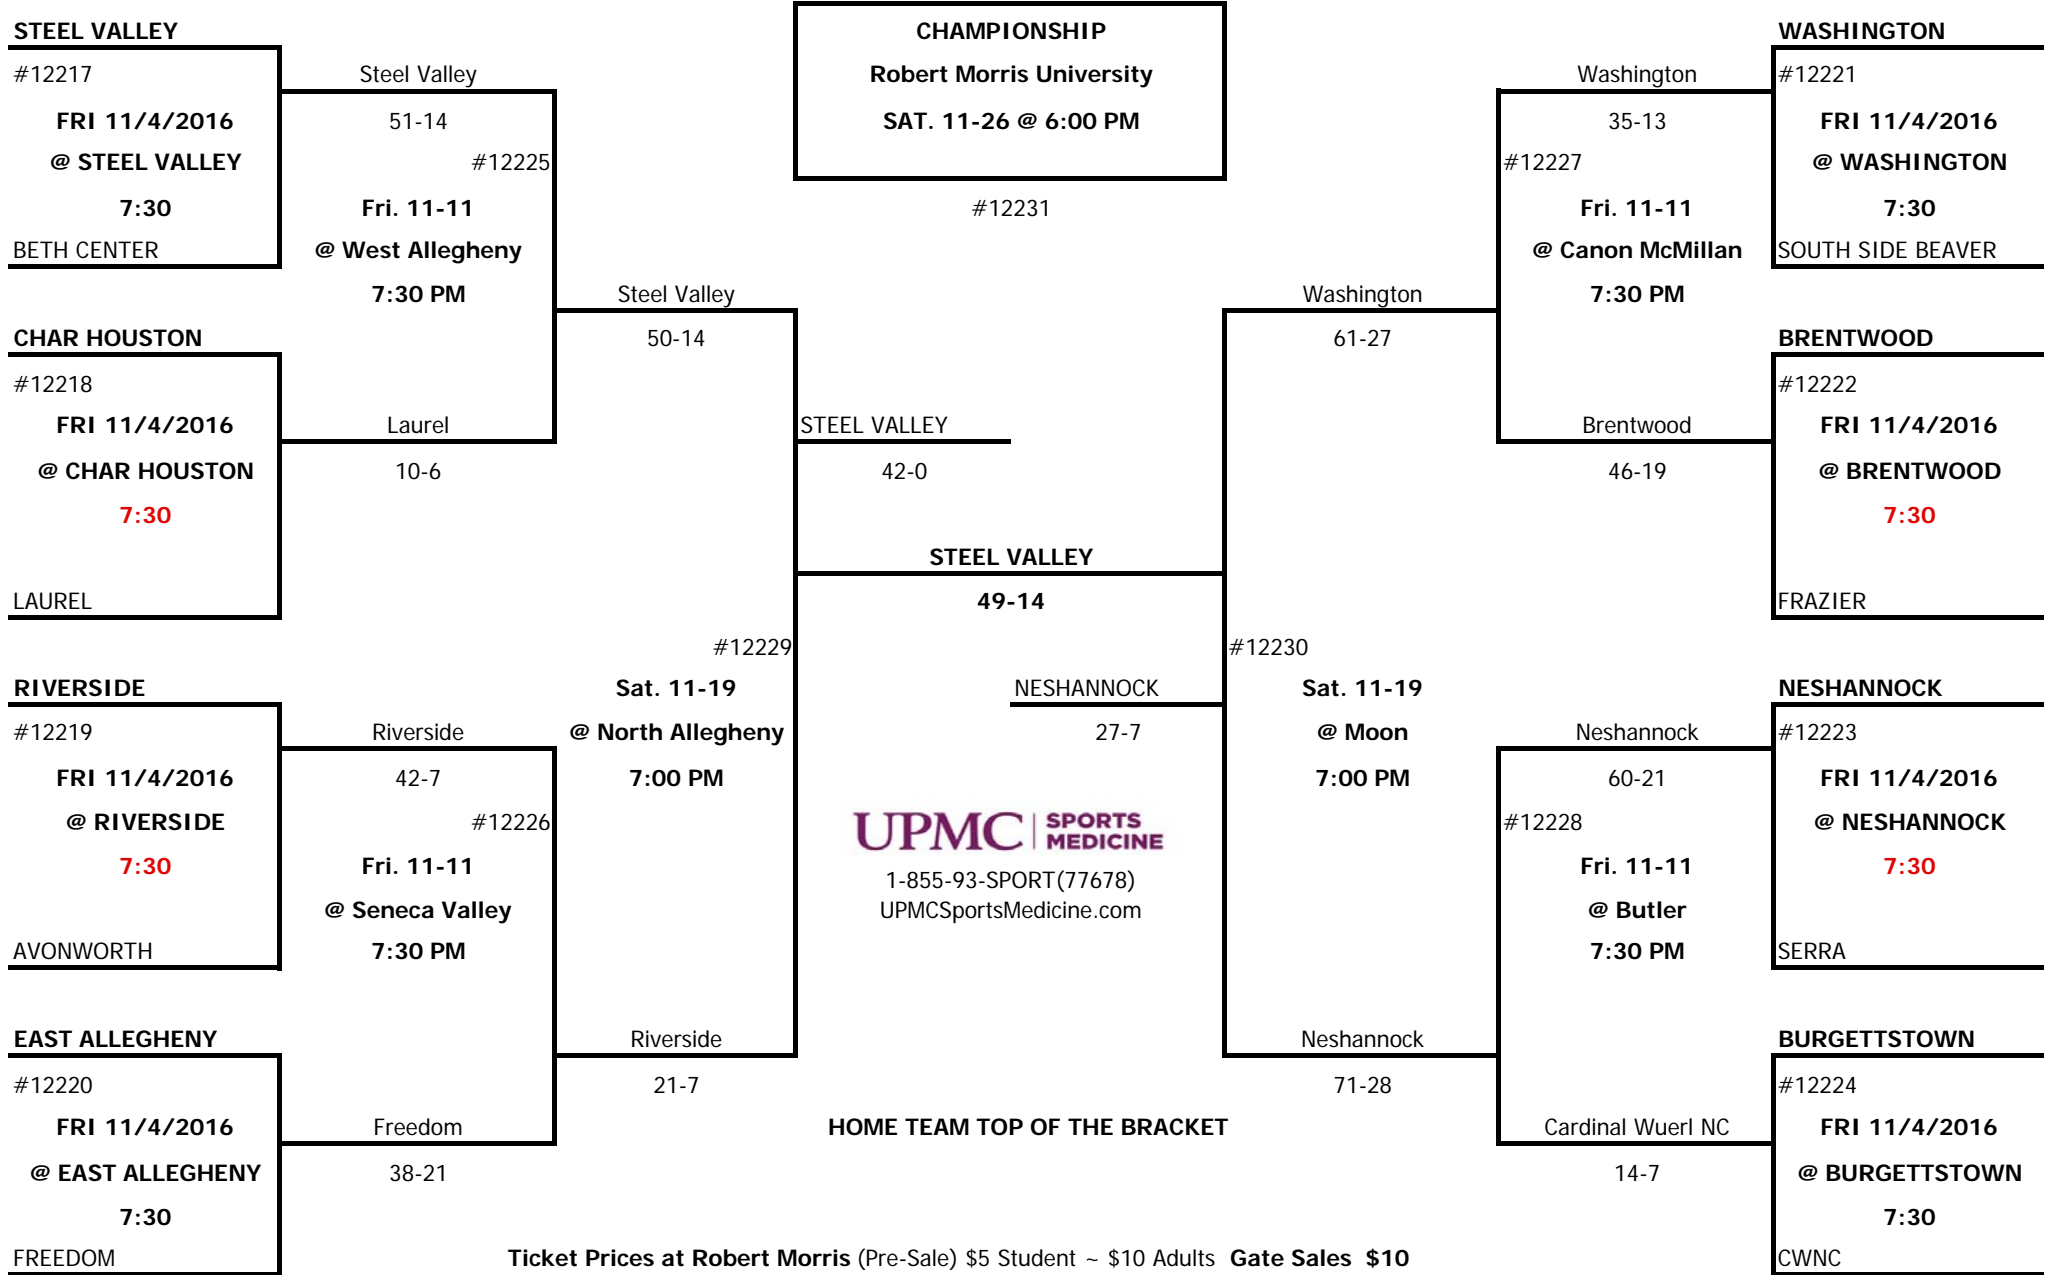 STEEL VALLEY
#12217
FRI 11/4/2016
@ STEEL VALLEY
7:30
BETH CENTER
CHAR HOUSTON
#12218
FRI 11/4/2016
@ CHAR HOUSTON
7:30
LAUREL
RIVERSIDE
#12219
FRI 11/4/2016
@ RIVERSIDE
7:30
AVONWORTH
EAST ALLEGHENY
#12220
FRI 11/4/2016
@ EAST ALLEGHENY
7:30
FREEDOM
Steel Valley
51-14
#12225
Fri. 11-11
@ West Allegheny
7:30 PM
Laurel
10-6
Riverside
42-7
#12226
Fri. 11-11
@ Seneca Valley
7:30 PM
Freedom
38-21
Steel Valley
50-14
#12229
Sat. 11-19
@ North Allegheny
7:00 PM
Riverside
21-7
CHAMPIONSHIP
Robert Morris University
SAT. 11-26 @ 6:00 PM
#12231
STEEL VALLEY
42-0
STEEL VALLEY
49-14
NESHANNOCK
27-7
UPMC SPORTS MEDICINE
1-855-93-SPORT(77678)
UPMCSportsMedicine.com
HOME TEAM TOP OF THE BRACKET
Washington
61-27
#12230
Sat. 11-19
@ Moon
7:00 PM
Neshannock
71-28
Washington
35-13
#12227
Fri. 11-11
@ Canon McMillan
7:30 PM
Brentwood
46-19
Neshannock
60-21
#12228
Fri. 11-11
@ Butler
7:30 PM
Cardinal Wuerl NC
14-7
WASHINGTON
#12221
FRI 11/4/2016
@ WASHINGTON
7:30
SOUTH SIDE BEAVER
BRENTWOOD
#12222
FRI 11/4/2016
@ BRENTWOOD
7:30
FRAZIER
NESHANNOCK
#12223
FRI 11/4/2016
@ NESHANNOCK
7:30
SERRA
BURGETTSTOWN
#12224
FRI 11/4/2016
@ BURGETTSTOWN
7:30
CWNC
Ticket Prices at Robert Morris (Pre-Sale) $5 Student ~ $10 Adults Gate Sales $10